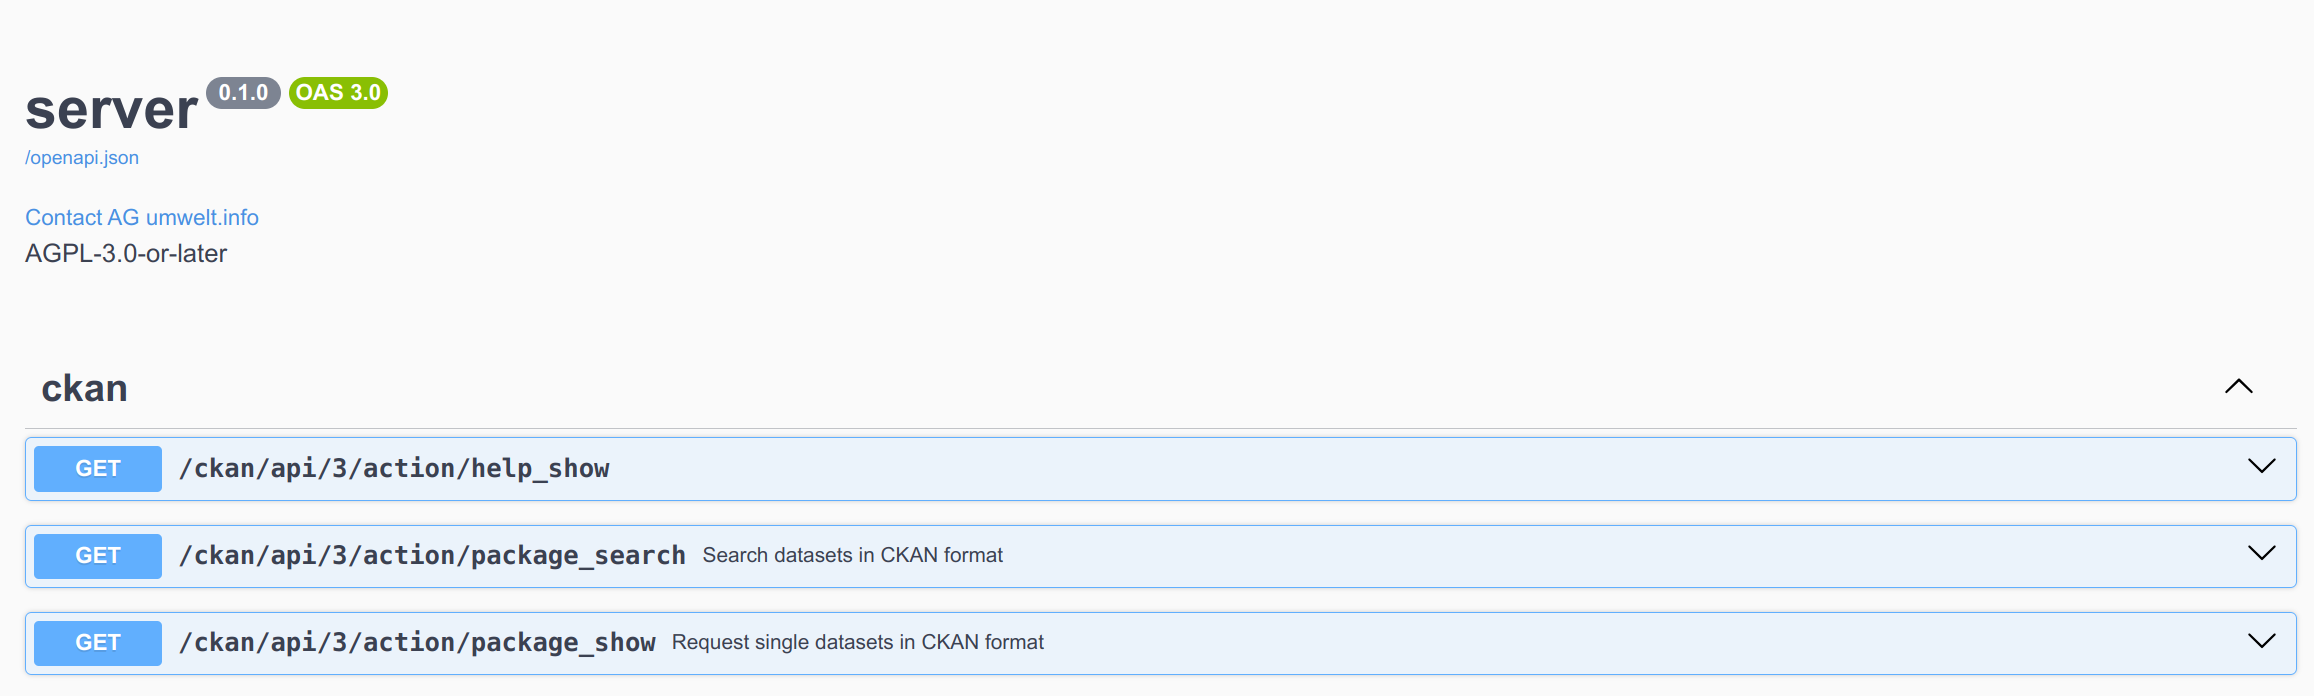 server 0.1.0 OAS 3.0
/openapi.json
Contact AG umwelt.info
AGPL-3.0-or-later
ckan
GET /ckan/api/3/action/help_show
GET /ckan/api/3/action/package_search Search datasets in CKAN format
GET /ckan/api/3/action/package_show Request single datasets in CKAN format